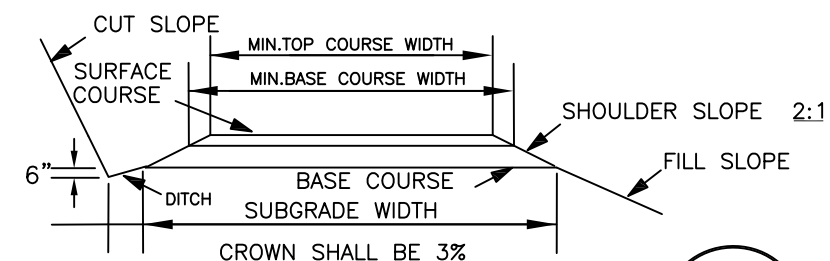 CUT SLOPE
MIN.TOP COURSE WIDTH
SURFACE
COURSE
MIN.BASE COURSE WIDTH
SHOULDER SLOPE 2:1
FILL SLOPE
6"
DITCH
BASE COURSE
SUBGRADE WIDTH
CROWN SHALL BE 3%